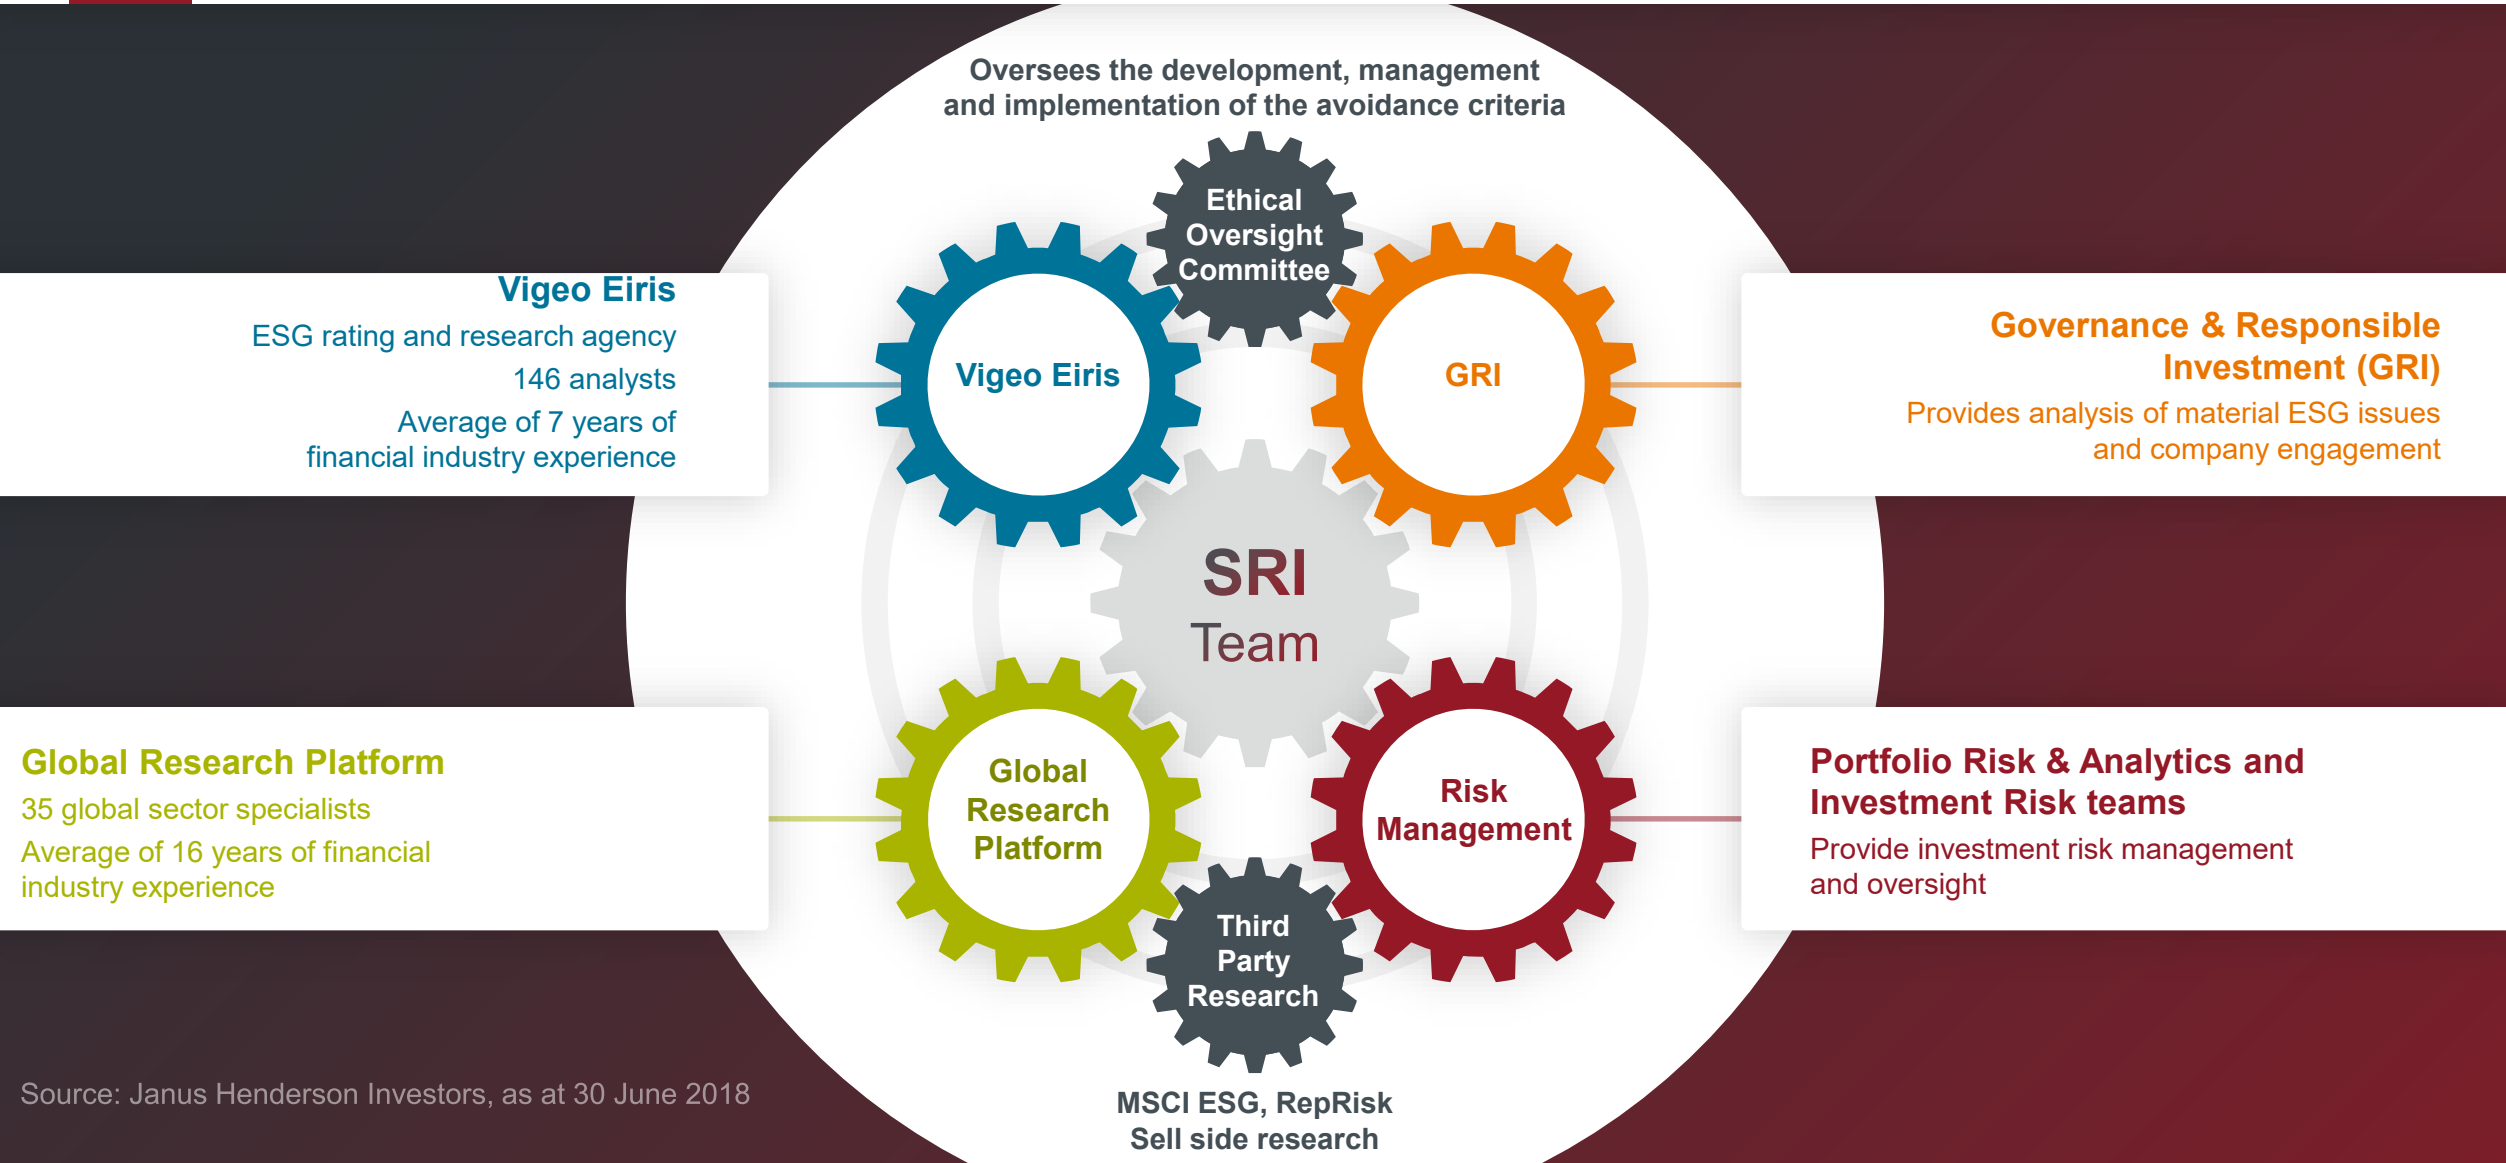 Oversees the development, management
and implementation of the avoidance criteria
Ethical
Oversight
Committee
Vigeo Eiris
ESG rating and research agency
146 analysts
Average of 7 years of
financial industry experience
Vigeo Eiris
GRI
Governance & Responsible
Investment (GRI)
Provides analysis of material ESG issues
and company engagement
SRI
Team
Global Research Platform
35 global sector specialists
Average of 16 years of financial
industry experience
Global
Research
Platform
Risk
Management
Portfolio Risk & Analytics and
Investment Risk teams
Provide investment risk management
and oversight
Third
Party
Research
MSCI ESG, RepRisk
Sell side research
Source: Janus Henderson Investors, as at 30 June 2018